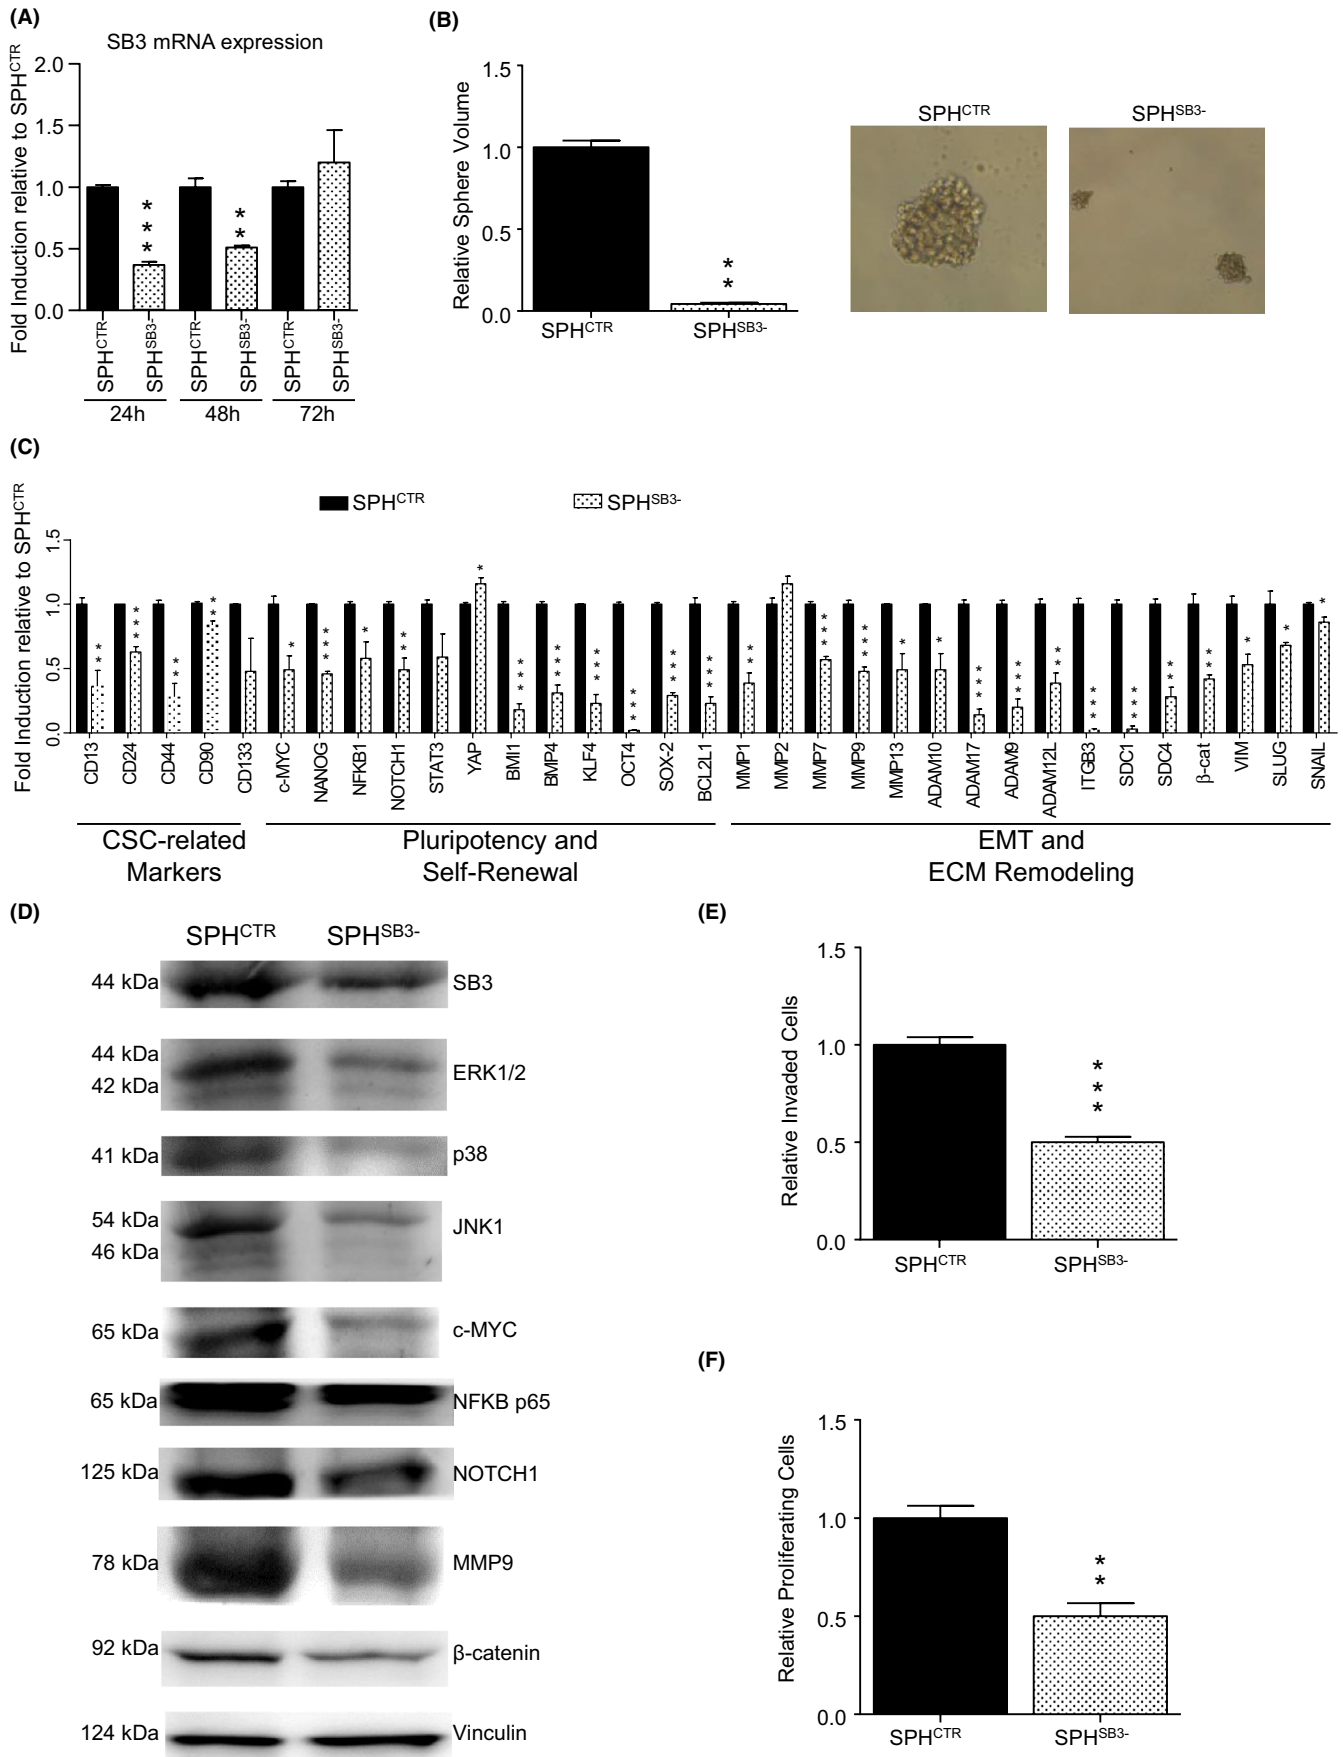 (A)
SB3 mRNA expression
Fold Induction relative to SPHCTR
2.0
1.5
1.0
0.5
0.0
***
**
SPHCTR
SPHSB3-
SPHCTR
SPHSB3-
SPHCTR
SPHSB3-
24h
48h
72h
(B)
Relative Sphere Volume
1.5
1.0
0.5
0.0
**
SPHCTR
SPHSB3-
SPHCTR
SPHSB3-
(C)
Fold Induction relative to SPHCTR
SPHCTR
SPHSB3-
1.5
1.0
0.5
0.0
CD13
CD24
CD44
CD90
CD133
c-MYC
NANOG
NFKB1
NOTCH1
STAT3
YAP
BMI1
BMP4
KLF4
OCT4
SOX-2
BCL2L1
MMP1
MMP2
MMP7
MMP9
MMP13
ADAM10
ADAM17
ADAM9
ADAM12L
ITGB3
SDC1
SDC4
β-cat
VIM
SLUG
SNAIL
CSC-related
Markers
Pluripotency and
Self-Renewal
EMT and
ECM Remodeling
(D)
SPHCTR
SPHSB3-
44 kDa
SB3
44 kDa
42 kDa
ERK1/2
41 kDa
p38
54 kDa
46 kDa
JNK1
65 kDa
c-MYC
65 kDa
NFKB p65
125 kDa
NOTCH1
78 kDa
MMP9
92 kDa
β-catenin
124 kDa
Vinculin
(E)
Relative Invaded Cells
1.5
1.0
0.5
0.0
***
SPHCTR
SPHSB3-
(F)
Relative Proliferating Cells
1.5
1.0
0.5
0.0
**
SPHCTR
SPHSB3-